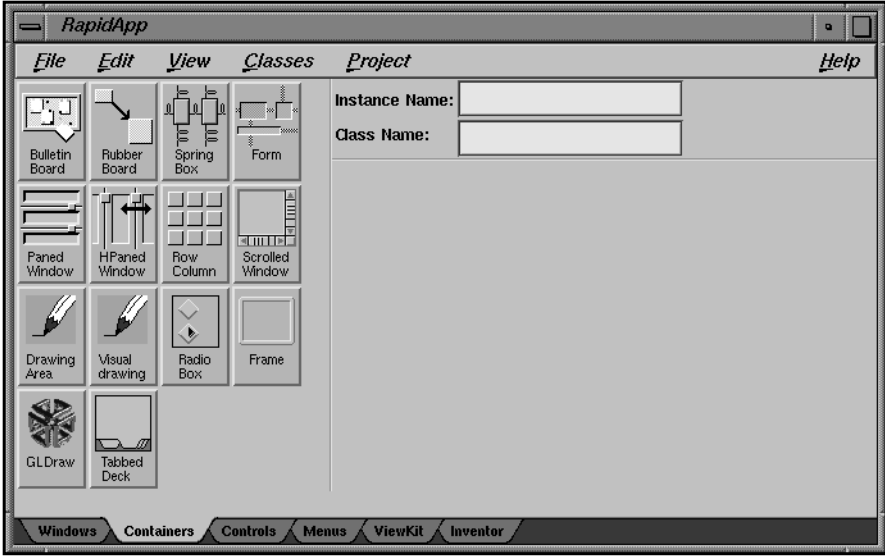 RapidApp
File Edit View Classes Project Help
Instance Name:
Class Name:
Bulletin
Board
Rubber
Board
Spring
Box
Form
Paned
Window
HPaned
Window
Row
Column
Scrolled
Window
Drawing
Area
Visual
drawing
Radio
Box
Frame
GLDraw
Tabbed
Deck
Windows Containers Controls Menus ViewKit Inventor